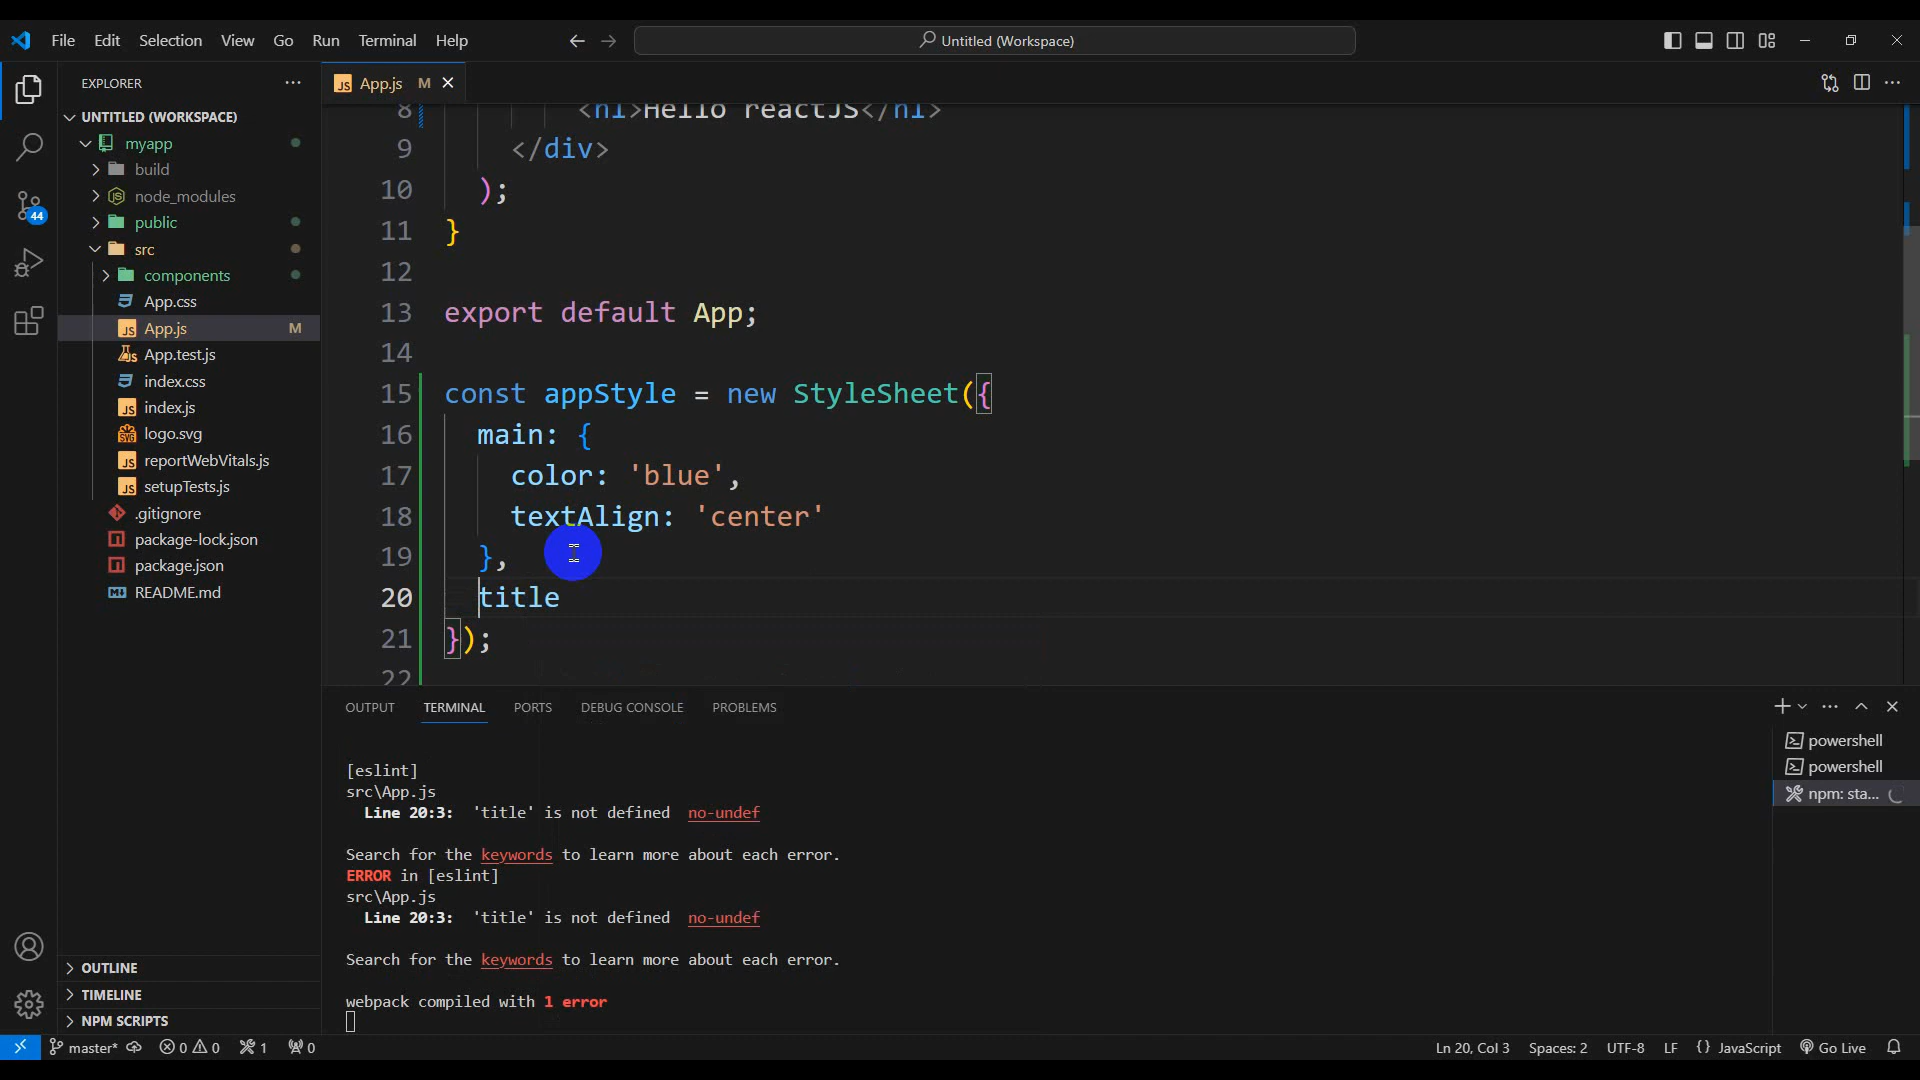 File Edit Selection View Go Run Terminal Help
Untitled (Workspace)
EXPLORER
UNTITLED (WORKSPACE)
myapp
build
node_modules
public
src
components
App.css
App.js M
App.test.js
index.css
index.js
logo.svg
reportWebVitals.js
setupTests.js
.gitignore
package-lock.json
package.json
README.md
OUTLINE
TIMELINE
NPM SCRIPTS
44
App.js M
8 <h1>Hello reactJS</h1>
9 </div>
10 );
11 }
12
13 export default App;
14
15 const appStyle = new StyleSheet({
16 main: {
17 color: 'blue',
18 textAlign: 'center'
19 },
20 title
21 });
22
OUTPUT TERMINAL PORTS DEBUG CONSOLE PROBLEMS
[eslint]
src\App.js
Line 20:3: 'title' is not defined no-undef
Search for the keywords to learn more about each error.
ERROR in [eslint]
src\App.js
Line 20:3: 'title' is not defined no-undef
Search for the keywords to learn more about each error.
webpack compiled with 1 error
powershell
powershell
npm: sta...
master* 0 0 1 0
Ln 20, Col 3 Spaces: 2 UTF-8 LF {} JavaScript Go Live